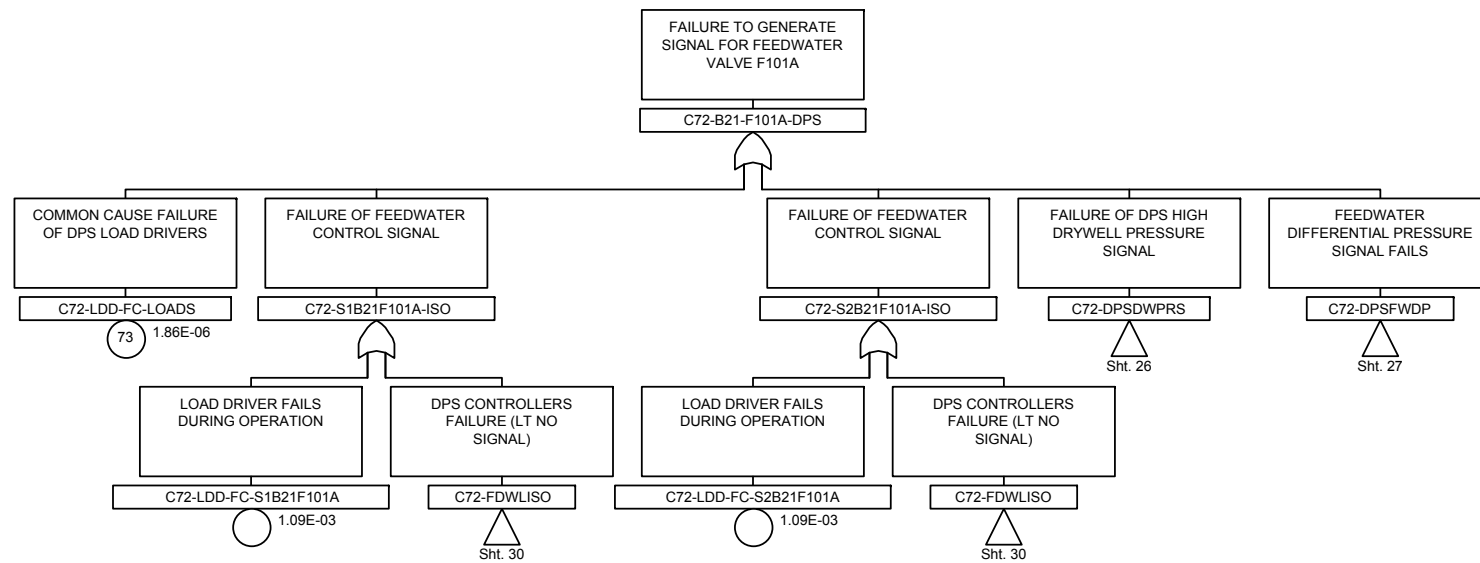 FAILURE TO GENERATE
SIGNAL FOR FEEDWATER
VALVE F101A
C72-B21-F101A-DPS
COMMON CAUSE FAILURE
OF DPS LOAD DRIVERS
C72-LDD-FC-LOADS
73
1.86E-06
FAILURE OF FEEDWATER
CONTROL SIGNAL
C72-S1B21F101A-ISO
FAILURE OF FEEDWATER
CONTROL SIGNAL
C72-S2B21F101A-ISO
FAILURE OF DPS HIGH
DRYWELL PRESSURE
SIGNAL
C72-DPSDWPRS
Sht. 26
FEEDWATER
DIFFERENTIAL PRESSURE
SIGNAL FAILS
C72-DPSFWDP
Sht. 27
LOAD DRIVER FAILS
DURING OPERATION
C72-LDD-FC-S1B21F101A
1.09E-03
DPS CONTROLLERS
FAILURE (LT NO
SIGNAL)
C72-FDWLISO
Sht. 30
LOAD DRIVER FAILS
DURING OPERATION
C72-LDD-FC-S2B21F101A
1.09E-03
DPS CONTROLLERS
FAILURE (LT NO
SIGNAL)
C72-FDWLISO
Sht. 30